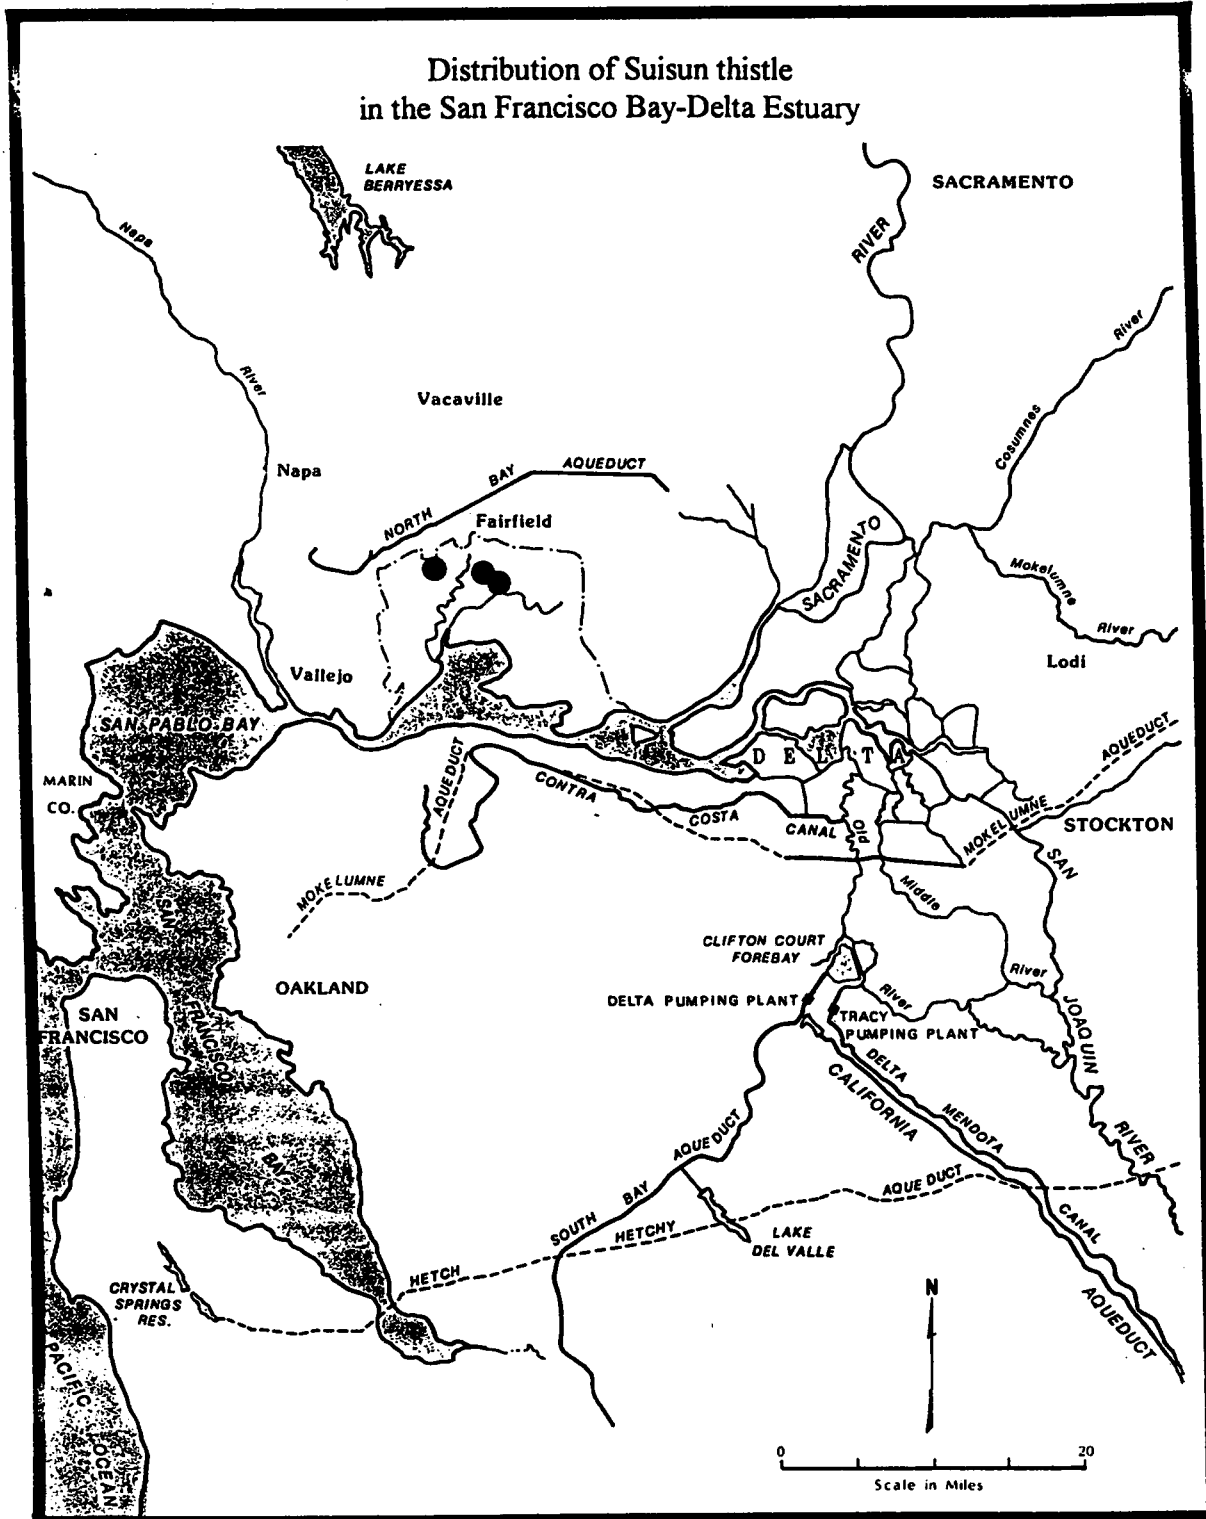 Distribution of Suisun thistle
in the San Francisco Bay-Delta Estuary
LAKE
BERRYESSA
SACRAMENTO
Napa
River
RIVER
River
Cosumnes
Vacaville
Napa
NORTH BAY AQUEDUCT
Fairfield
SACRAMENTO
Mokelumne
River
Lodi
Vallejo
SAN PABLO BAY
MARIN
CO.
AQUEDUCT
DELTA
AQUEDUCT
CONTRA
COSTA
CANAL
Old
MOKELUMNE
STOCKTON
SAN
MOKELUMNE
Middle
River
SAN
FRANCISCO
BAY
CLIFTON COURT
FOREBAY
OAKLAND
DELTA PUMPING PLANT
River
TRACY
PUMPING PLANT
JOAQUIN
SAN
FRANCISCO
DELTA
MENDOTA
CANAL
CALIFORNIA
AQUEDUCT
RIVER
SOUTH BAY AQUEDUCT
HETCH
HETCHY
AQUEDUCT
LAKE
DEL VALLE
CRYSTAL
SPRINGS
RES.
PACIFIC
OCEAN
N
0 20
Scale in Miles